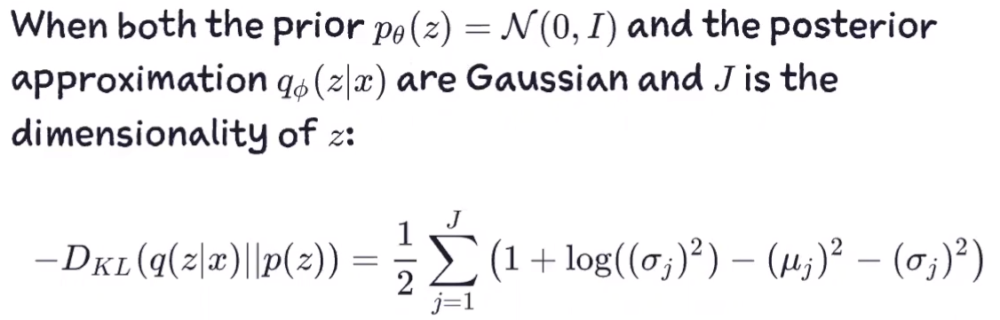 When both the prior $p_\theta(z) = \mathcal{N}(0, I)$ and the posterior
approximation $q_\phi(z|x)$ are Gaussian and $J$ is the
dimensionality of $z$:
$-D_{KL}(q(z|x)||p(z)) = \frac{1}{2} \sum_{j=1}^{J} \left(1 + \log((\sigma_j)^2) - (\mu_j)^2 - (\sigma_j)^2\right)$